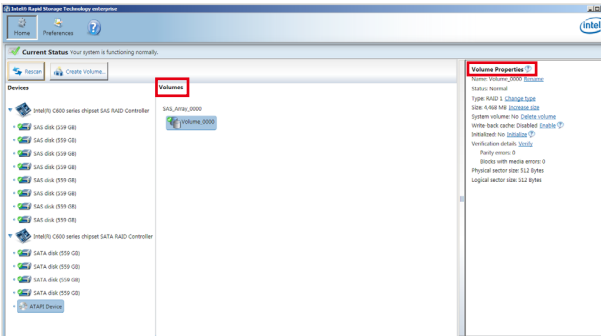 Intel® Rapid Storage Technology enterprise
Home
Preferences
?
(intel
Current Status Your system is functioning normally.
Rescan
Create Volume...
Devices
Intel(R) C600 series chipset SAS RAID Controller
SAS disk (559 GB)
SAS disk (559 GB)
SAS disk (559 GB)
SAS disk (559 GB)
SAS disk (559 GB)
SAS disk (559 GB)
SAS disk (559 GB)
SAS disk (559 GB)
Intel(R) C600 series chipset SATA RAID Controller
SATA disk (559 GB)
SATA disk (559 GB)
SATA disk (559 GB)
SATA disk (559 GB)
ATAPI Device
Volumes
SAS_Array_0000
Volume_0000
Volume Properties ?
Name: Volume_0000 Rename
Status: Normal
Type: RAID 1 Change type
Size: 4,468 MB Increase size
System volume: No Delete volume
Write-back cache: Disabled Enable ?
Initialized: No Initialize ?
Verification details Verify
Parity errors: 0
Blocks with media errors: 0
Physical sector size: 512 Bytes
Logical sector size: 512 Bytes